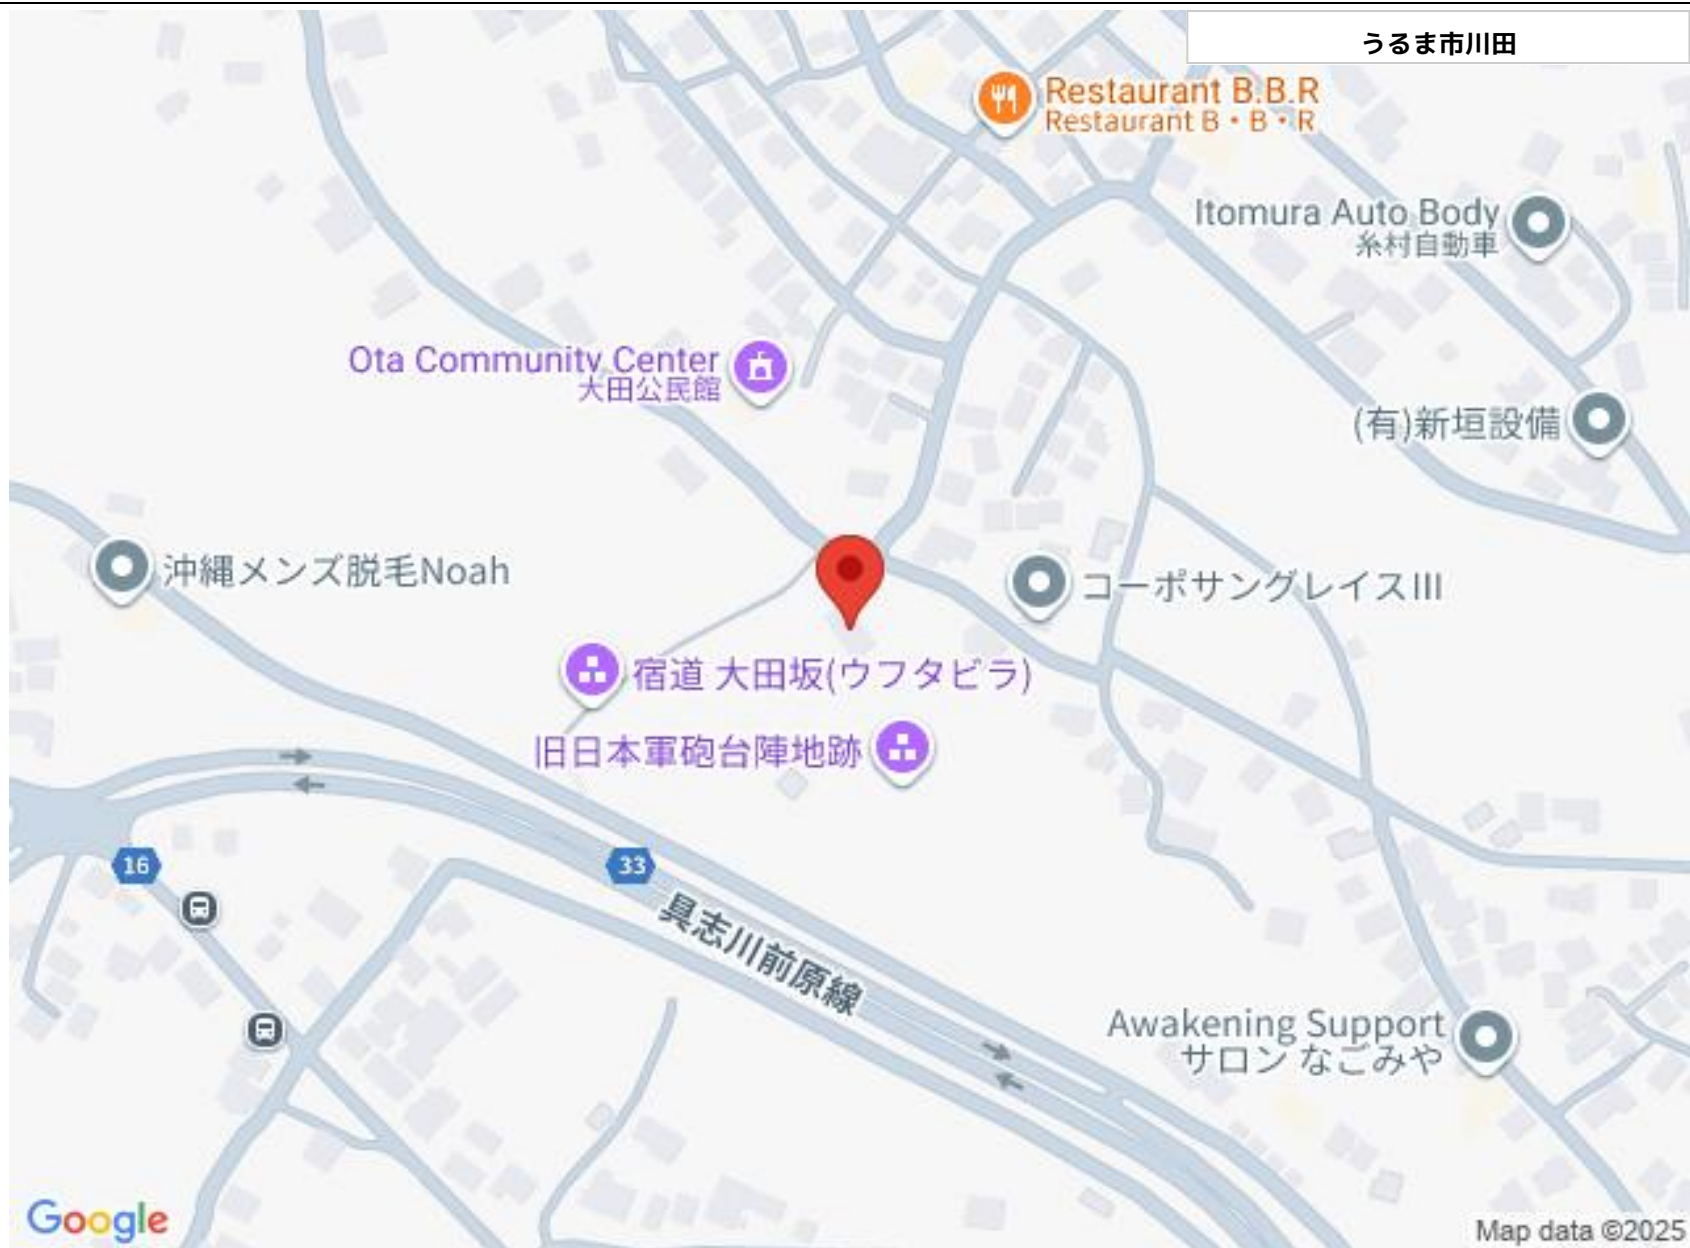 うるま市川田
Restaurant B.B.R
Restaurant B・B・R
Itomura Auto Body
糸村自動車
Ota Community Center
大田公民館
(有)新垣設備
沖縄メンズ脱毛Noah
コーポサングレイスIII
宿道 大田坂(ウフタビラ)
旧日本軍砲台陣地跡
16
33
具志川前原線
Awakening Support
サロン なごみや
Google
Map data ©2025